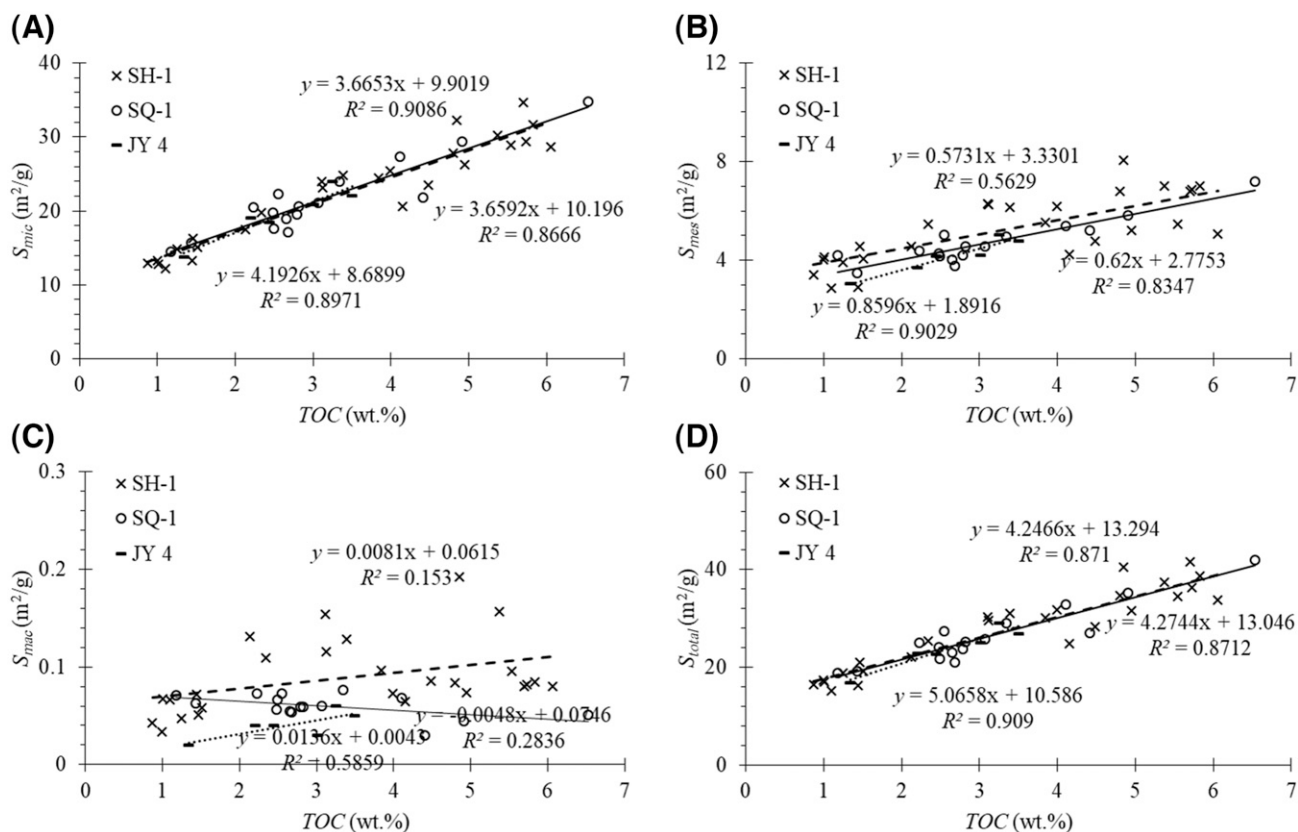 (A)
40
30
20
10
0
S_mic (m²/g)
× SH-1
○ SQ-1
- JY 4
y = 3.6653x + 9.9019
R² = 0.9086
y = 3.6592x + 10.196
R² = 0.8666
y = 4.1926x + 8.6899
R² = 0.8971
0 1 2 3 4 5 6 7
TOC (wt.%)
(B)
12
8
4
0
S_mes (m²/g)
× SH-1
○ SQ-1
- JY 4
y = 0.5731x + 3.3301
R² = 0.5629
y = 0.62x + 2.7753
R² = 0.8347
y = 0.8596x + 1.8916
R² = 0.9029
0 1 2 3 4 5 6 7
TOC (wt.%)
(C)
0.3
0.2
0.1
0
S_mac (m²/g)
× SH-1
○ SQ-1
- JY 4
y = 0.0081x + 0.0615
R² = 0.153
y = -0.0048x + 0.0746
R² = 0.2836
y = 0.0136x + 0.0043
R² = 0.5859
0 1 2 3 4 5 6 7
TOC (wt.%)
(D)
60
40
20
0
S_total (m²/g)
× SH-1
○ SQ-1
- JY 4
y = 4.2466x + 13.294
R² = 0.871
y = 4.2744x + 13.046
R² = 0.8712
y = 5.0658x + 10.586
R² = 0.909
0 1 2 3 4 5 6 7
TOC (wt.%)